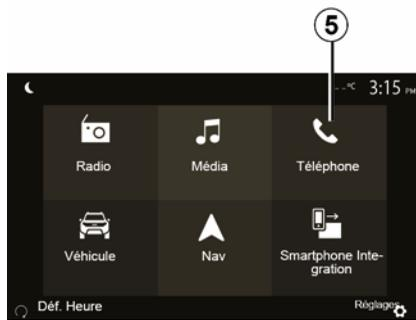 5
--°C 3:15 PM
Radio Média Téléphone
Véhicule Nav Smartphone Inte-
gration
Déf. Heure Réglages